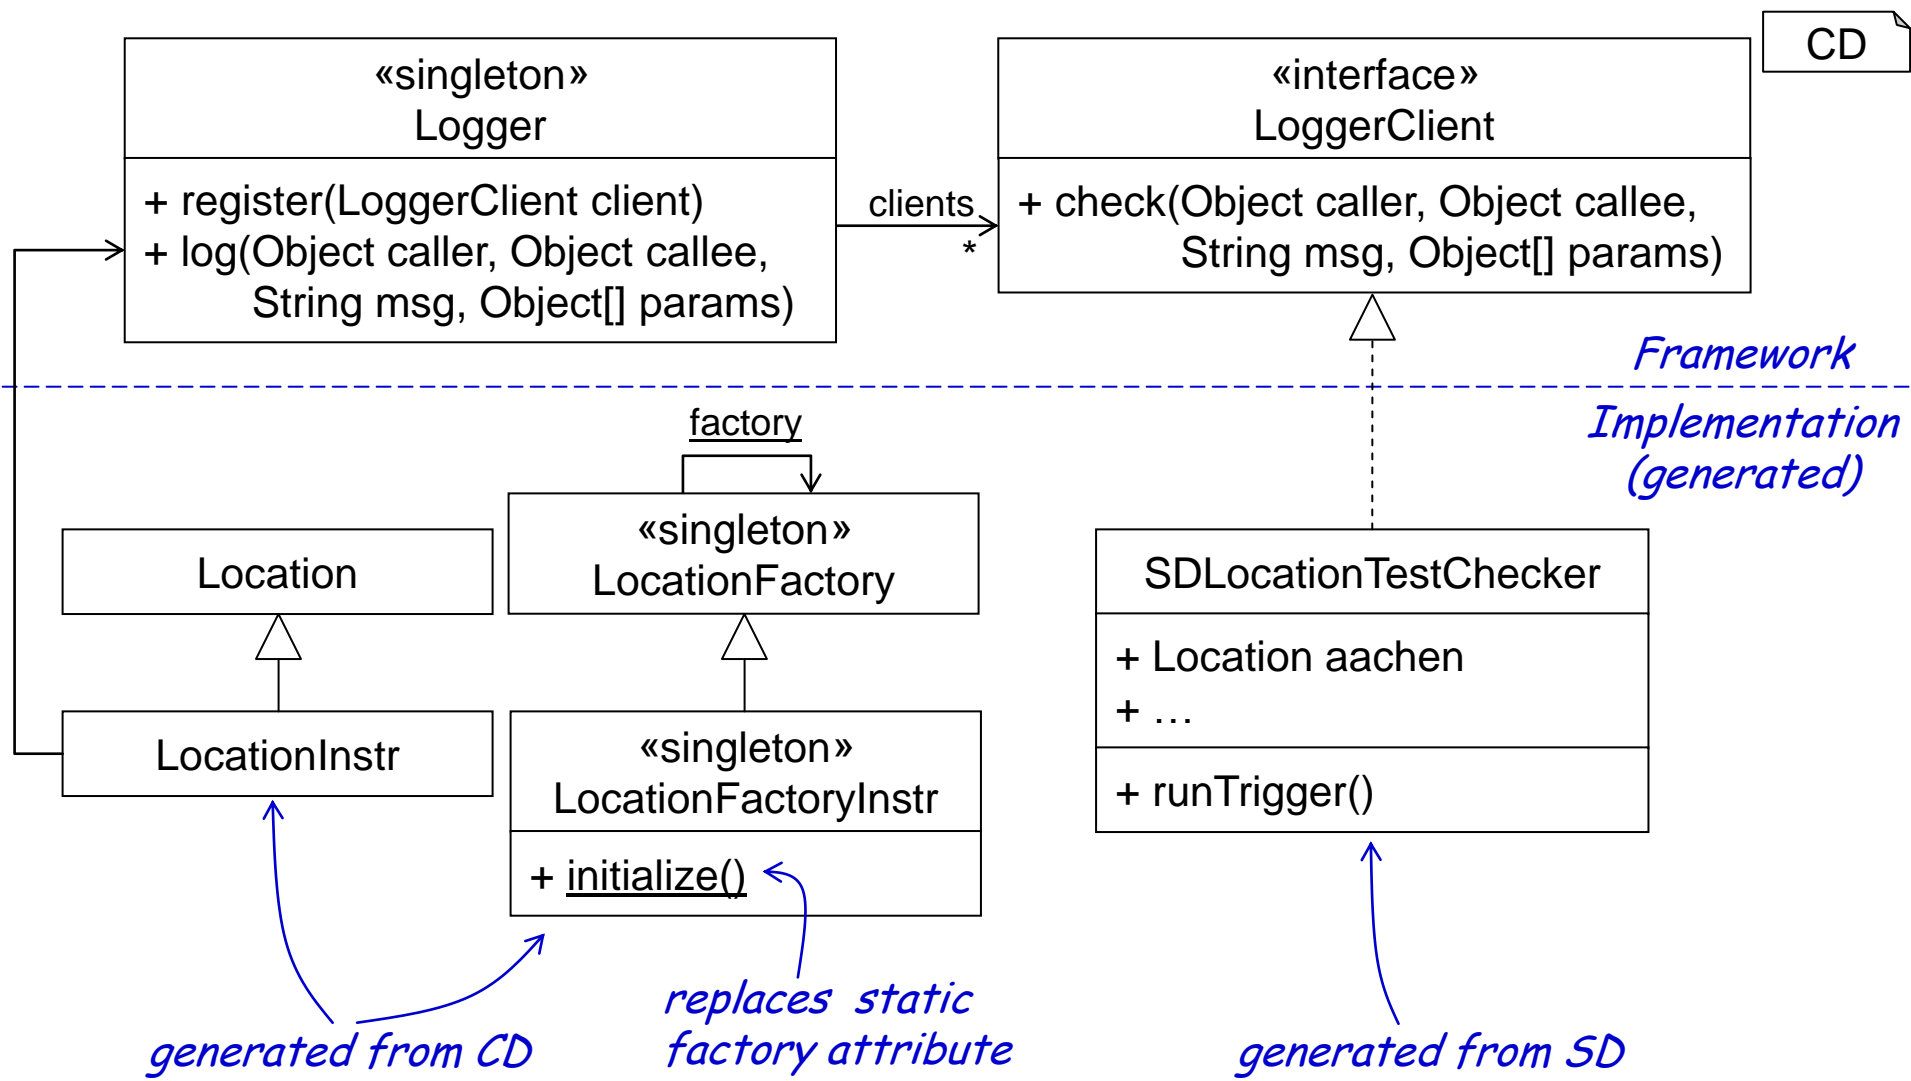 CD
«singleton»
Logger
+ register(LoggerClient client)
+ log(Object caller, Object callee,
String msg, Object[] params)
clients
*
«interface»
LoggerClient
+ check(Object caller, Object callee,
String msg, Object[] params)
Framework
Implementation
(generated)
factory
Location
«singleton»
LocationFactory
SDLocationTestChecker
+ Location aachen
+ …
+ runTrigger()
LocationInstr
«singleton»
LocationFactoryInstr
+ initialize()
generated from CD
replaces static
factory attribute
generated from SD